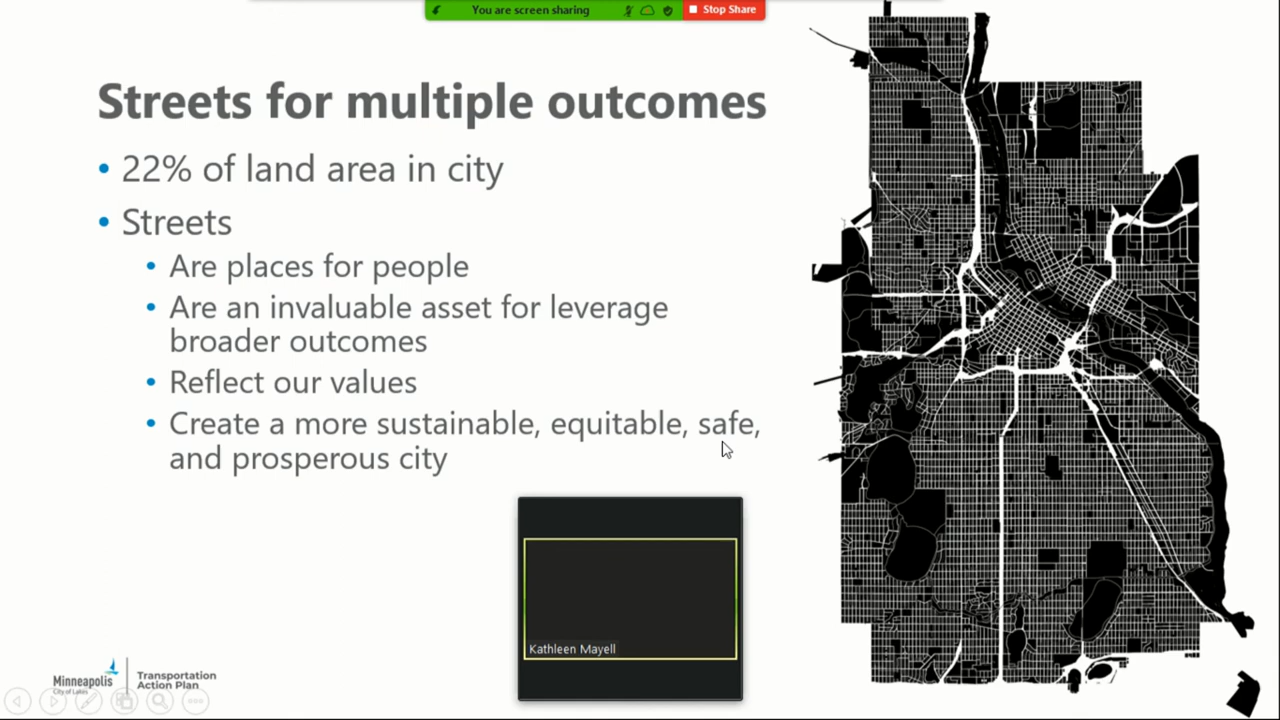 You are screen sharing
Stop Share
Streets for multiple outcomes
• 22% of land area in city
• Streets
• Are places for people
• Are an invaluable asset for leverage
broader outcomes
• Reflect our values
• Create a more sustainable, equitable, safe,
and prosperous city
Kathleen Mayell
Minneapolis
City of Lakes
Transportation
Action Plan